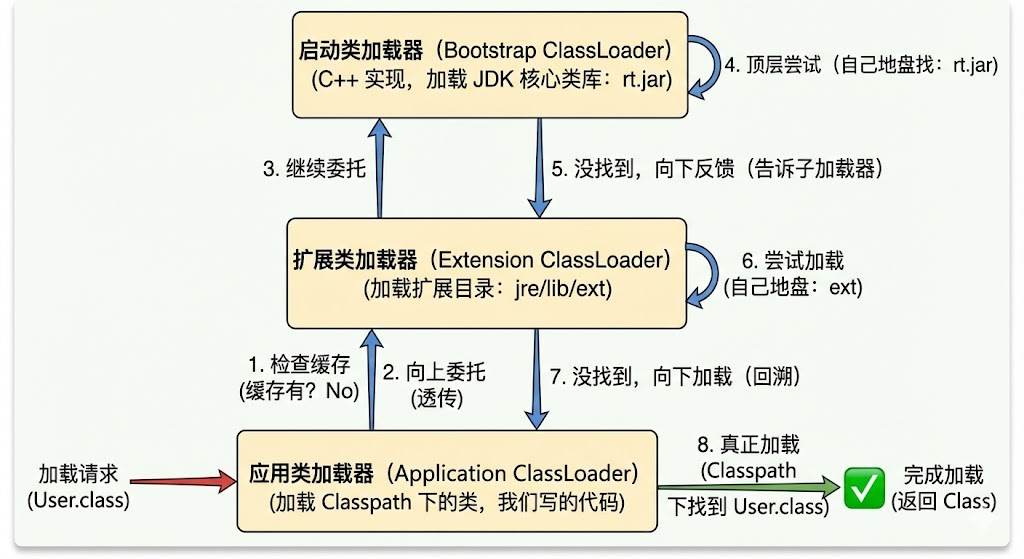 启动类加载器（Bootstrap ClassLoader）
(C++ 实现，加载 JDK 核心类库：rt.jar)
4. 顶层尝试（自己地盘找：rt.jar)
3. 继续委托
5. 没找到，向下反馈（告诉子加载器）
扩展类加载器（Extension ClassLoader）
(加载扩展目录：jre/lib/ext)
6. 尝试加载
(自己地盘：ext)
1. 检查缓存
(缓存有？No)
2. 向上委托
(透传)
7. 没找到，向下加载（回溯）
加载请求
(User.class)
应用类加载器（Application ClassLoader）
(加载 Classpath 下的类，我们写的代码)
8. 真正加载
(Classpath
下找到 User.class)
完成加载
(返回 Class)